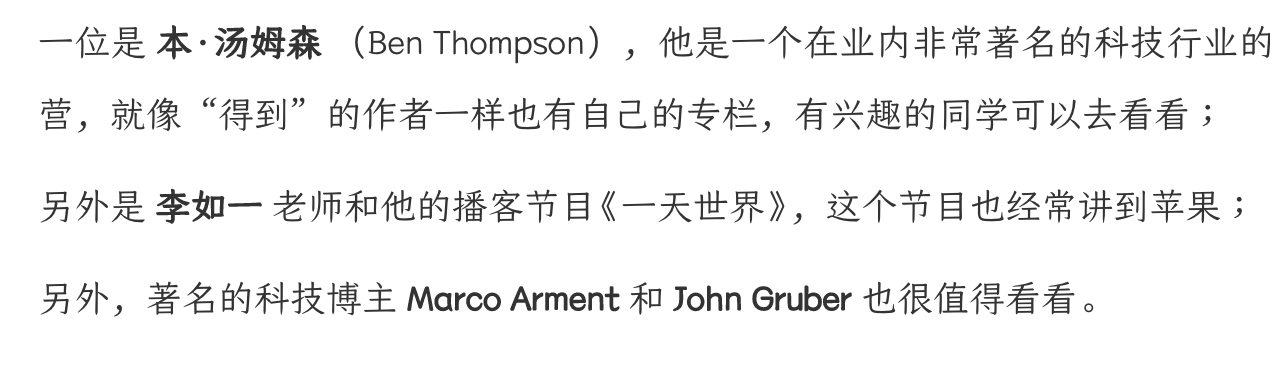 一位是 本·汤姆森 （Ben Thompson），他是一个在业内非常著名的科技行业的
营，就像“得到”的作者一样也有自己的专栏，有兴趣的同学可以去看看；
另外是 李如一 老师和他的播客节目《一天世界》，这个节目也经常讲到苹果；
另外，著名的科技博主 Marco Arment 和 John Gruber 也很值得看看。